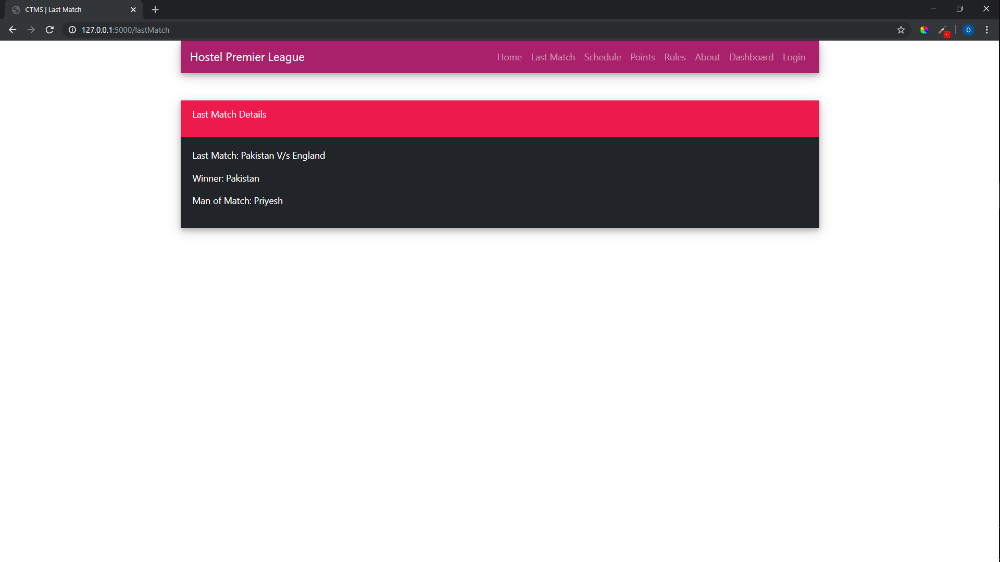 CTMS | Last Match
127.0.0.1:5000/lastMatch
O
Hostel Premier League
Home Last Match Schedule Points Rules About Dashboard Login
Last Match Details
Last Match: Pakistan V/s England
Winner: Pakistan
Man of Match: Priyesh